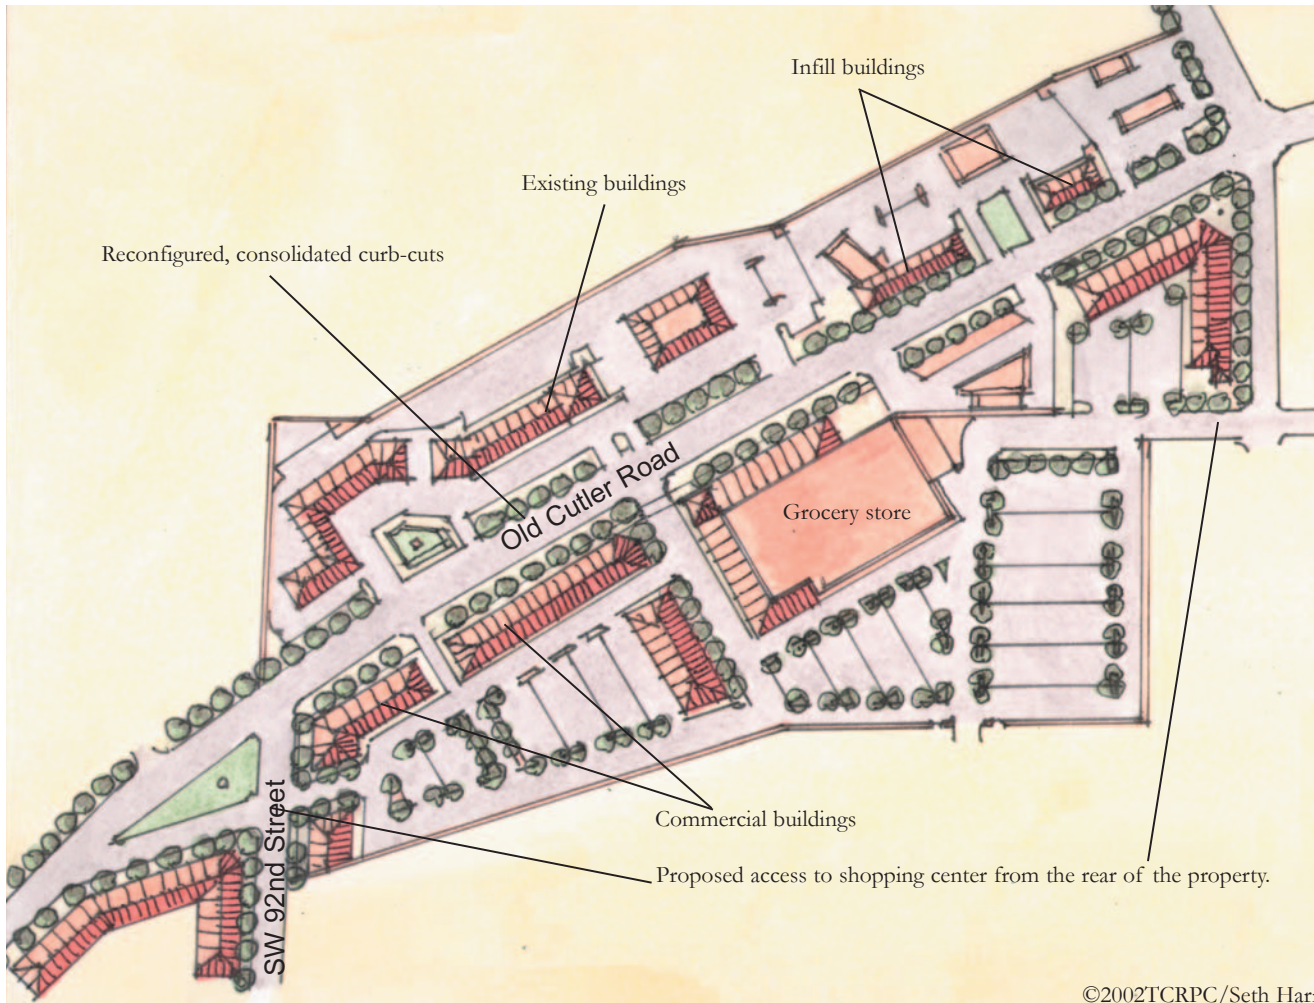 Infill buildings
Existing buildings
Reconfigured, consolidated curb-cuts
Old Cutler Road
Grocery store
Commercial buildings
SW 92nd Street
Proposed access to shopping center from the rear of the property.
©2002TCRPC/Seth Har